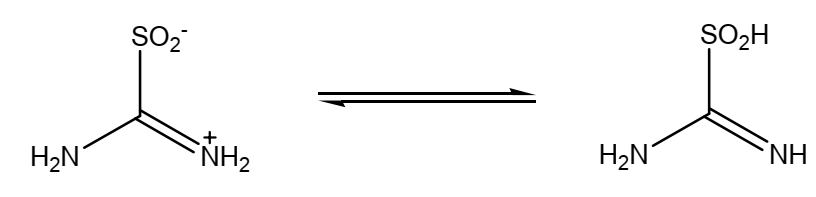 SO₂⁻ SO₂H
H₂N NH₂ + H₂N NH